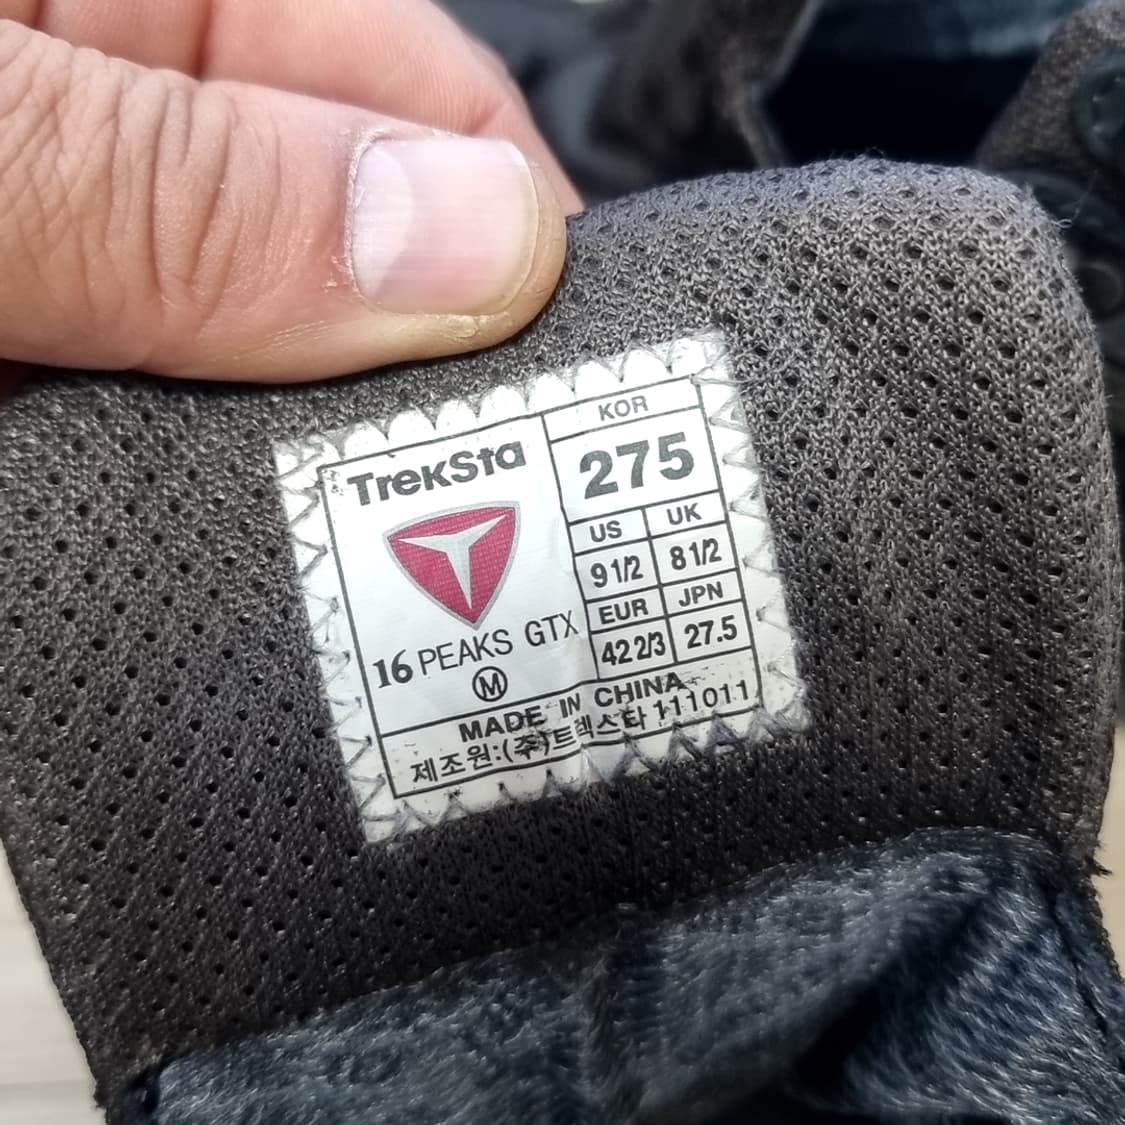 TrekSta
16 PEAKS GTX
M
KOR
275
US UK
9 1/2 8 1/2
EUR JPN
42 2/3 27.5
MADE IN CHINA
제조원:(주)트렉스타 111011